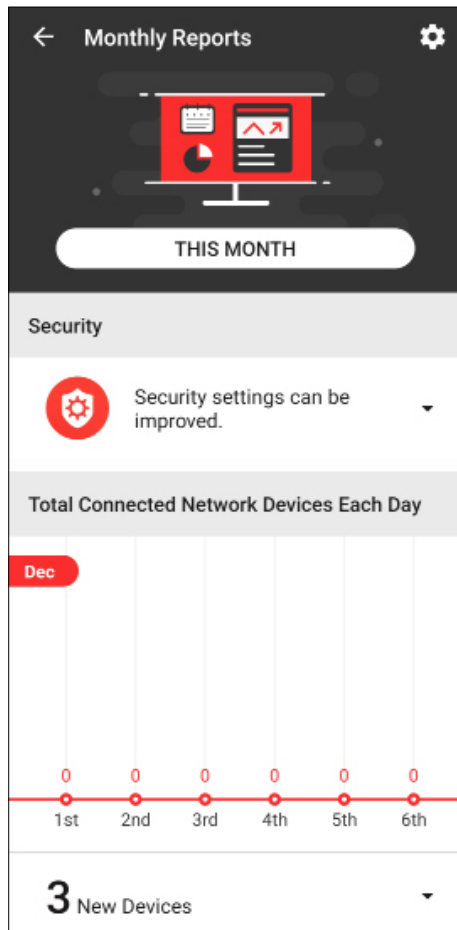 Monthly Reports
THIS MONTH
Security
Security settings can be
improved.
Total Connected Network Devices Each Day
Dec
0 0 0 0 0 0
1st 2nd 3rd 4th 5th 6th
3 New Devices